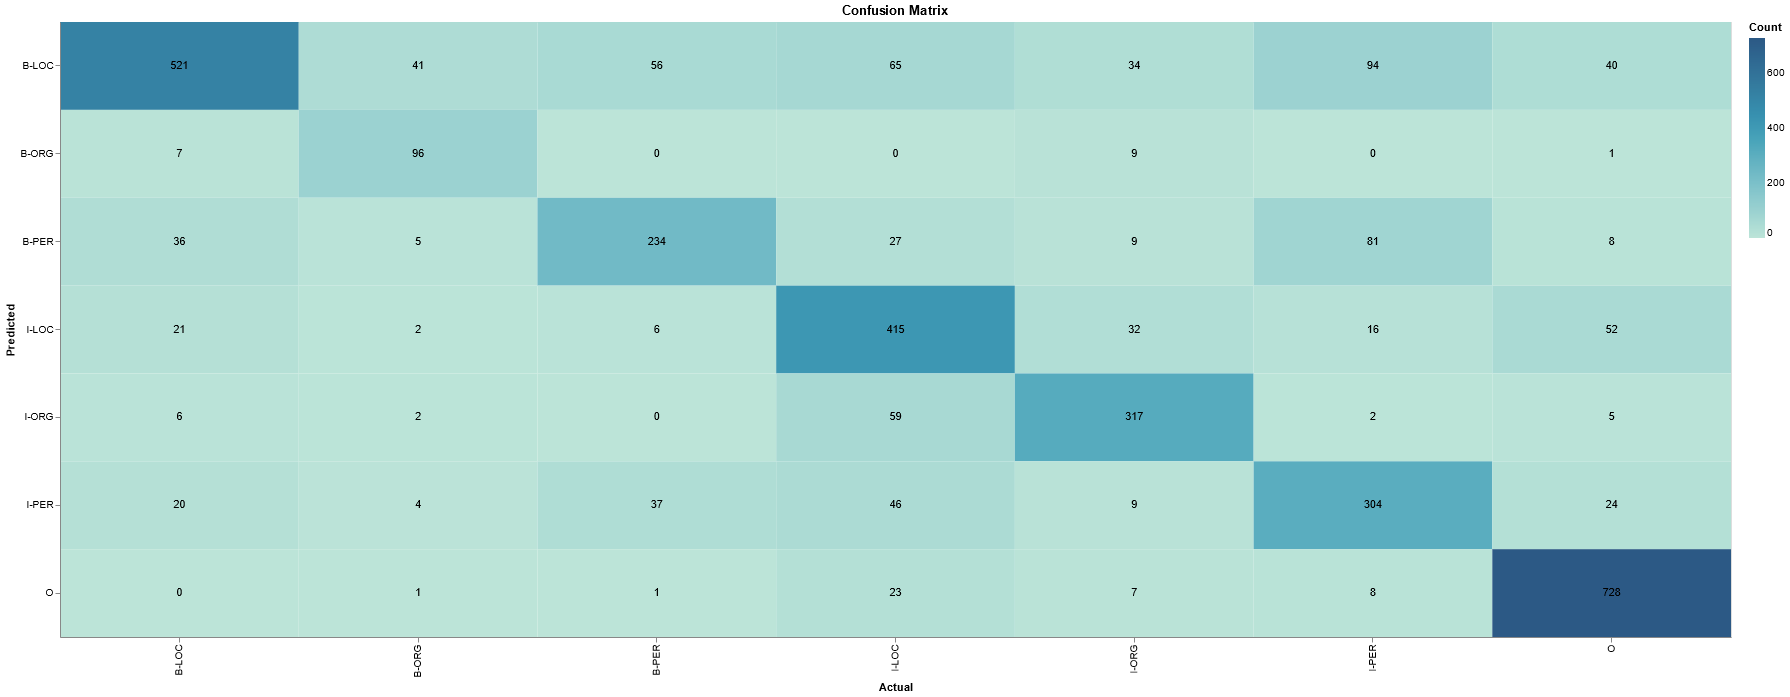 Confusion Matrix
Count
B-LOC 521 41 56 65 34 94 40
600
400
B-ORG 7 96 0 0 9 0 1
200
0
B-PER 36 5 234 27 9 81 8
Predicted
I-LOC 21 2 6 415 32 16 52
I-ORG 6 2 0 59 317 2 5
I-PER 20 4 37 46 9 304 24
O 0 1 1 23 7 8 728
B-LOC B-ORG B-PER I-LOC I-ORG I-PER O
Actual